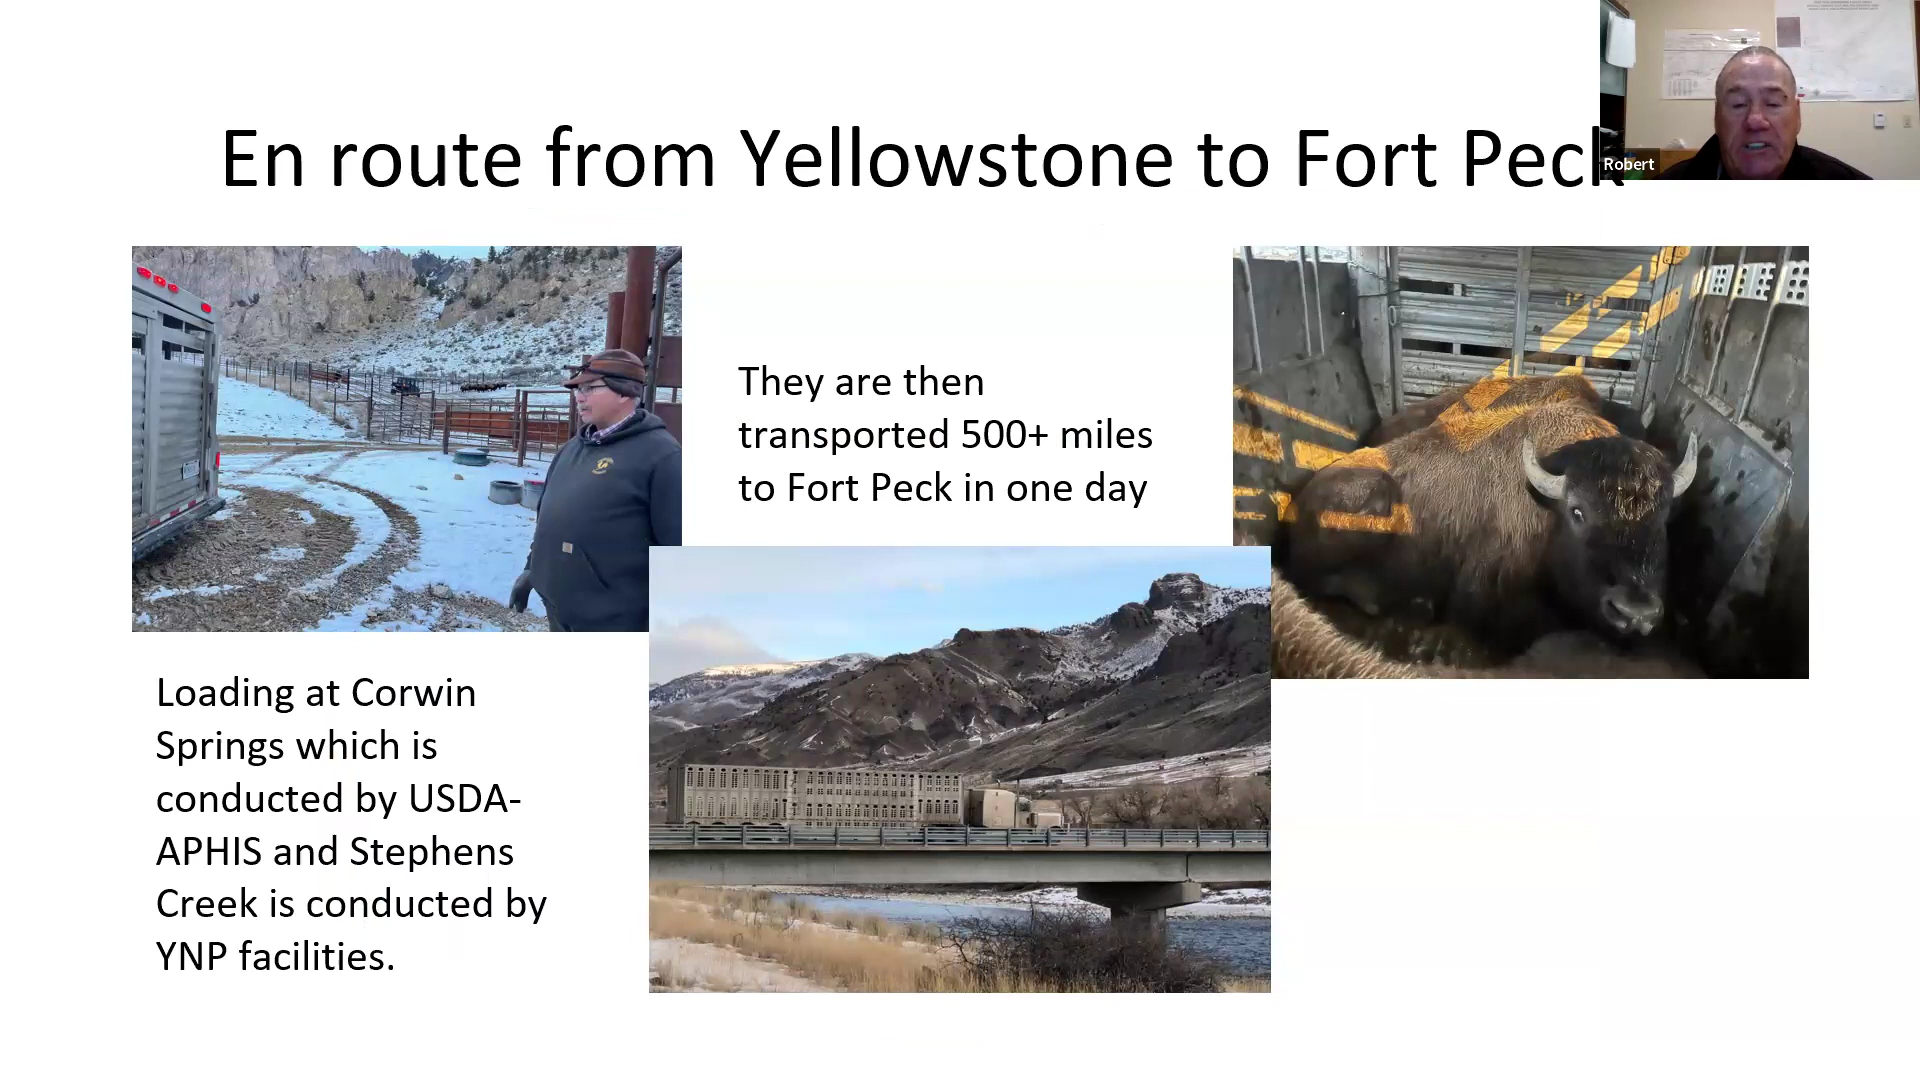 En route from Yellowstone to Fort Peck
Robert
They are then
transported 500+ miles
to Fort Peck in one day
Loading at Corwin
Springs which is
conducted by USDA-
APHIS and Stephens
Creek is conducted by
YNP facilities.